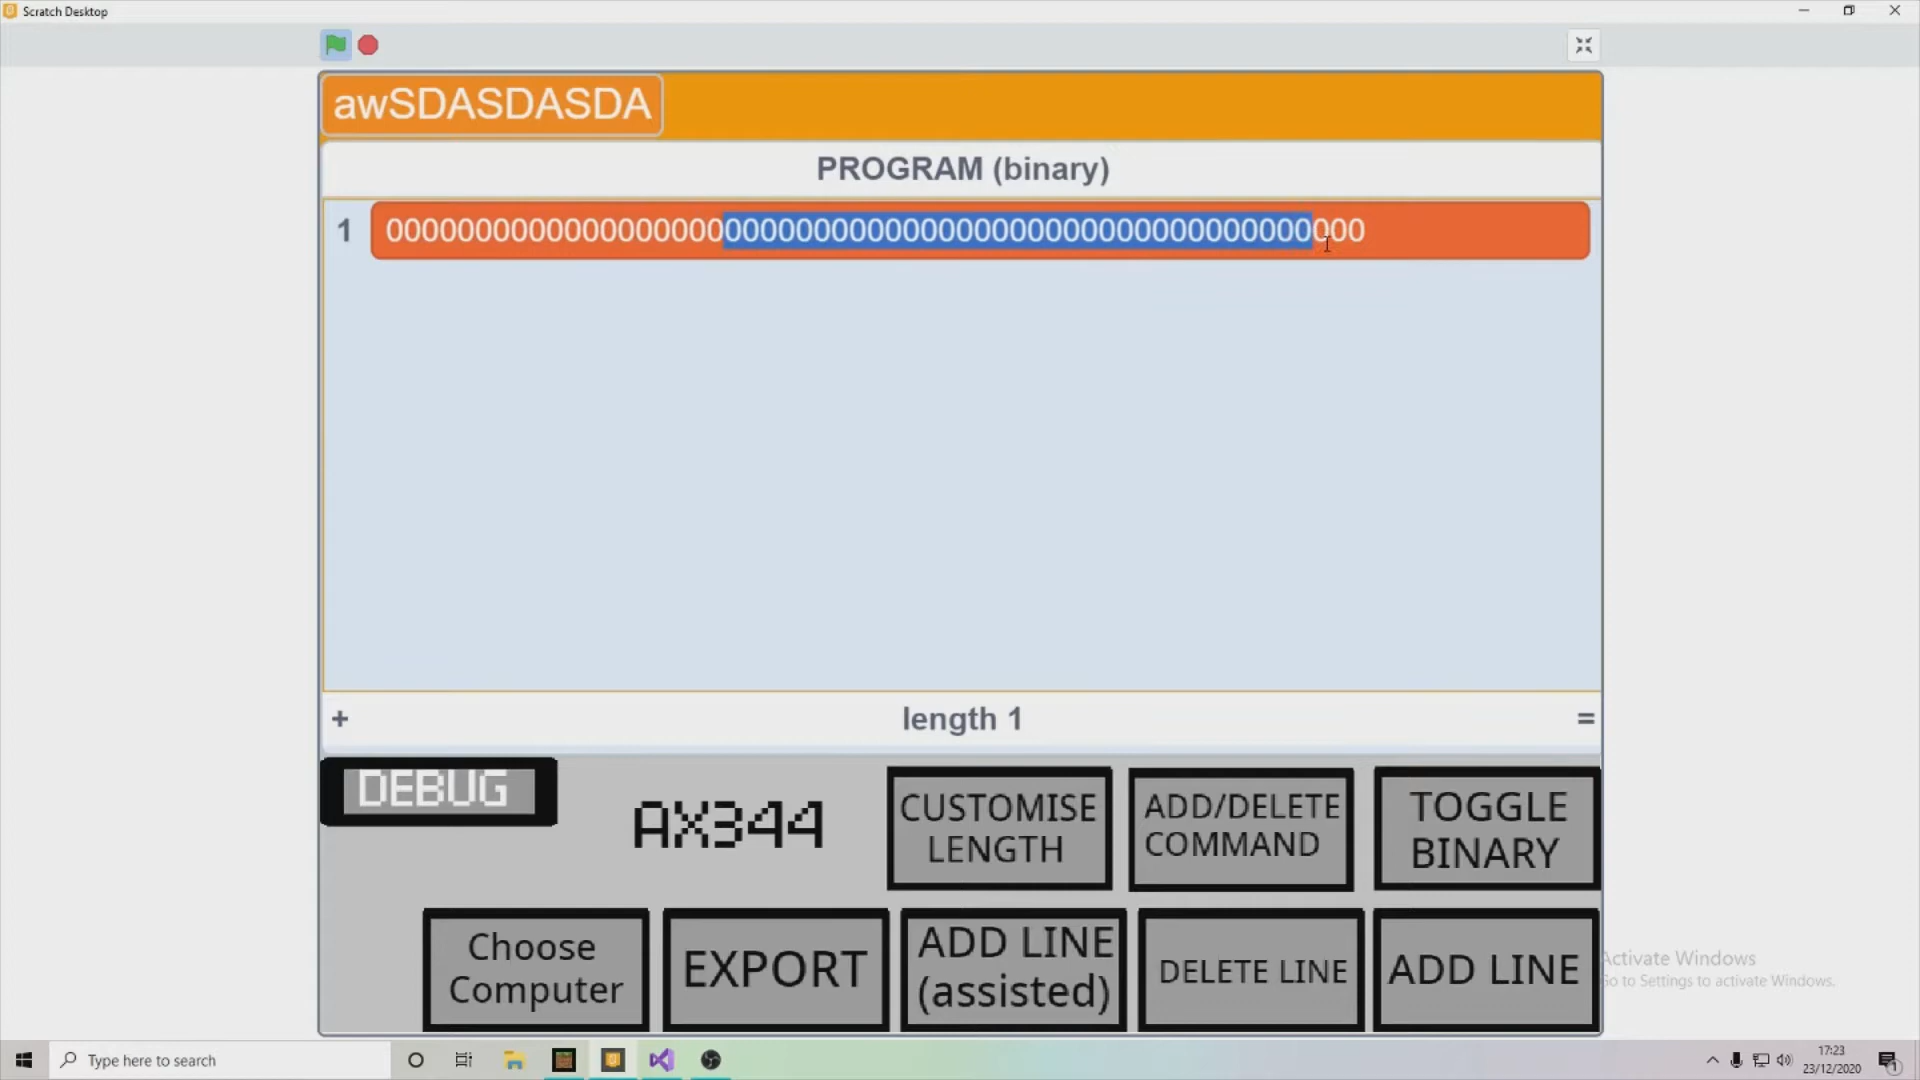 Scratch Desktop
awSDASDASDA
PROGRAM (binary)
1 0000000000000000000000000000000000000000000000000000000
+ length 1 =
DEBUG
AX344
CUSTOMISE
LENGTH
ADD/DELETE
COMMAND
TOGGLE
BINARY
Choose
Computer
EXPORT
ADD LINE
(assisted)
DELETE LINE
ADD LINE
Activate Windows
Go to Settings to activate Windows.
Type here to search
17:23
23/12/2020
1